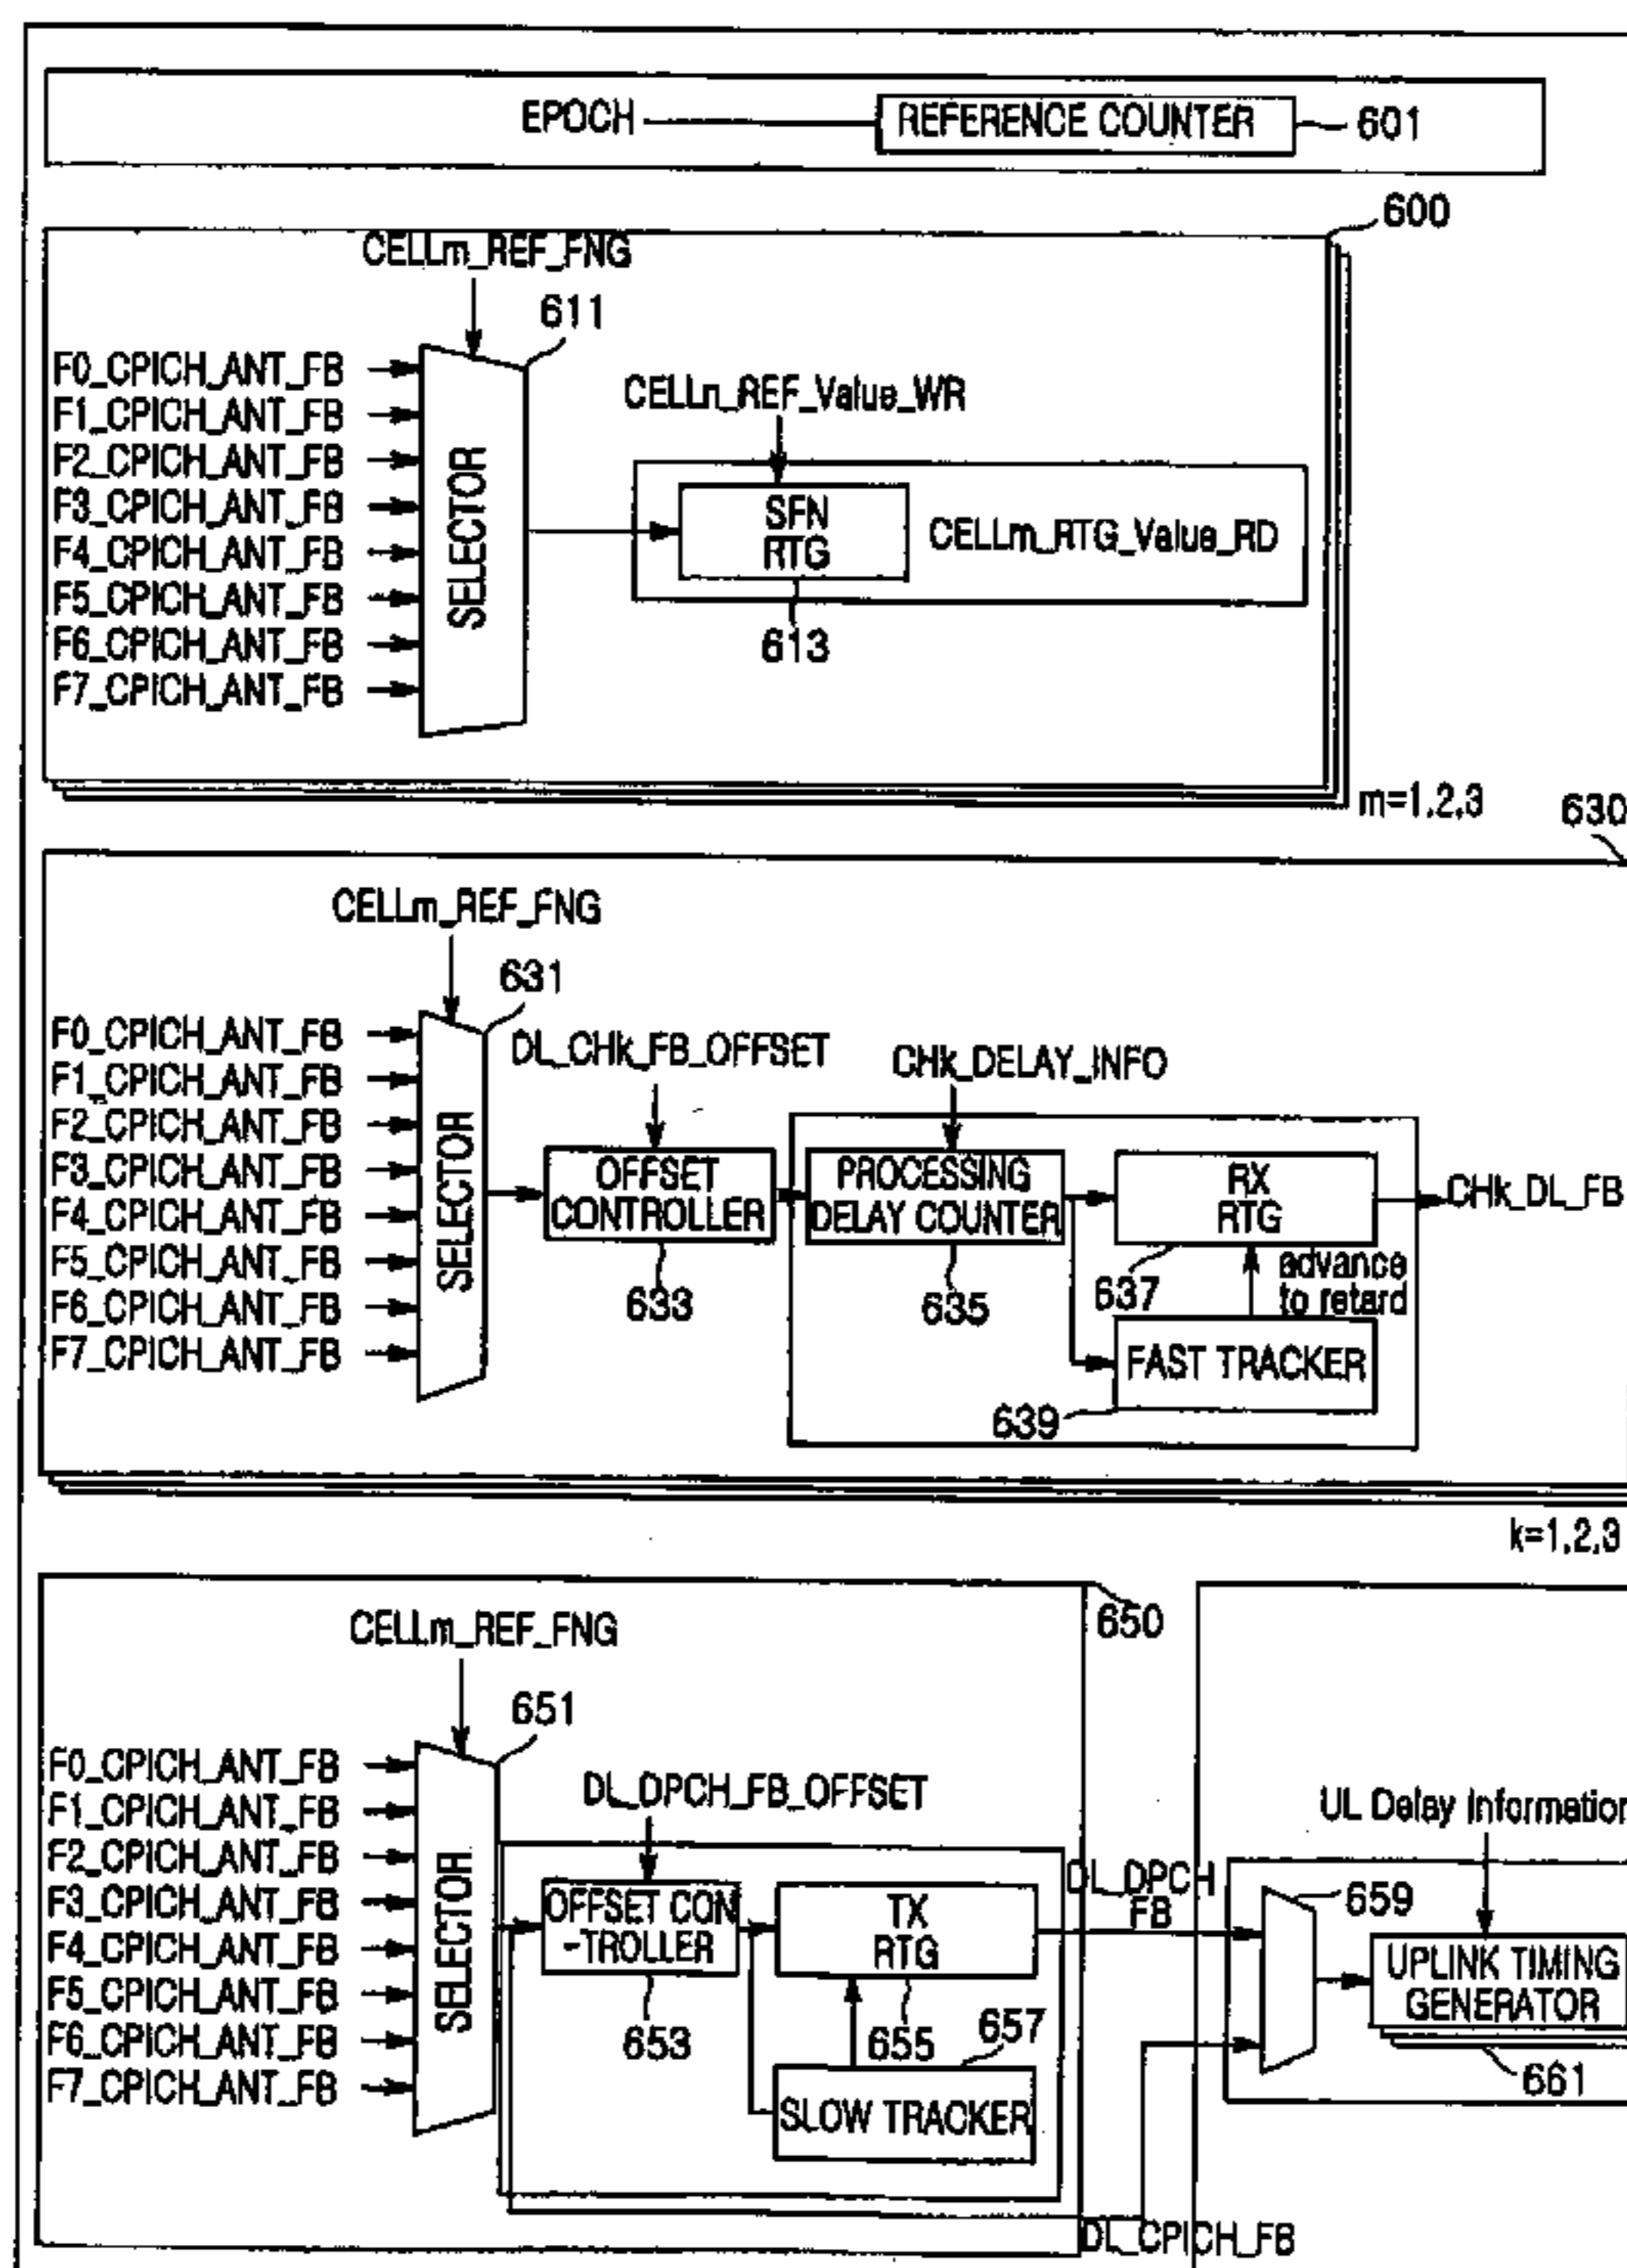 EPOCH
REFERENCE COUNTER
601
600
CELLm_REF_FNG
611
F0_CPICH_ANT_FB
F1_CPICH_ANT_FB
F2_CPICH_ANT_FB
F3_CPICH_ANT_FB
F4_CPICH_ANT_FB
F5_CPICH_ANT_FB
F6_CPICH_ANT_FB
F7_CPICH_ANT_FB
SELECTOR
CELLn_REF_Value_WR
SFN
RTG
613
CELLm_RTG_Value_RD
m=1,2,3
630
CELLm_REF_FNG
631
F0_CPICH_ANT_FB
F1_CPICH_ANT_FB
F2_CPICH_ANT_FB
F3_CPICH_ANT_FB
F4_CPICH_ANT_FB
F5_CPICH_ANT_FB
F6_CPICH_ANT_FB
F7_CPICH_ANT_FB
SELECTOR
DL_CHk_FB_OFFSET
OFFSET
CONTROLLER
633
CHk_DELAY_INFO
PROCESSING
DELAY COUNTER
635
RX
RTG
637
advance
to retard
FAST TRACKER
639
CHk_DL_FB
k=1,2,3
650
CELLm_REF_FNG
651
F0_CPICH_ANT_FB
F1_CPICH_ANT_FB
F2_CPICH_ANT_FB
F3_CPICH_ANT_FB
F4_CPICH_ANT_FB
F5_CPICH_ANT_FB
F6_CPICH_ANT_FB
F7_CPICH_ANT_FB
SELECTOR
DL_DPCH_FB_OFFSET
OFFSET CON
-TROLLER
653
TX
RTG
655
657
SLOW TRACKER
DL_DPCH
FB
DL_CPICH_FB
UL Delay Information
659
UPLINK TIMING
GENERATOR
661